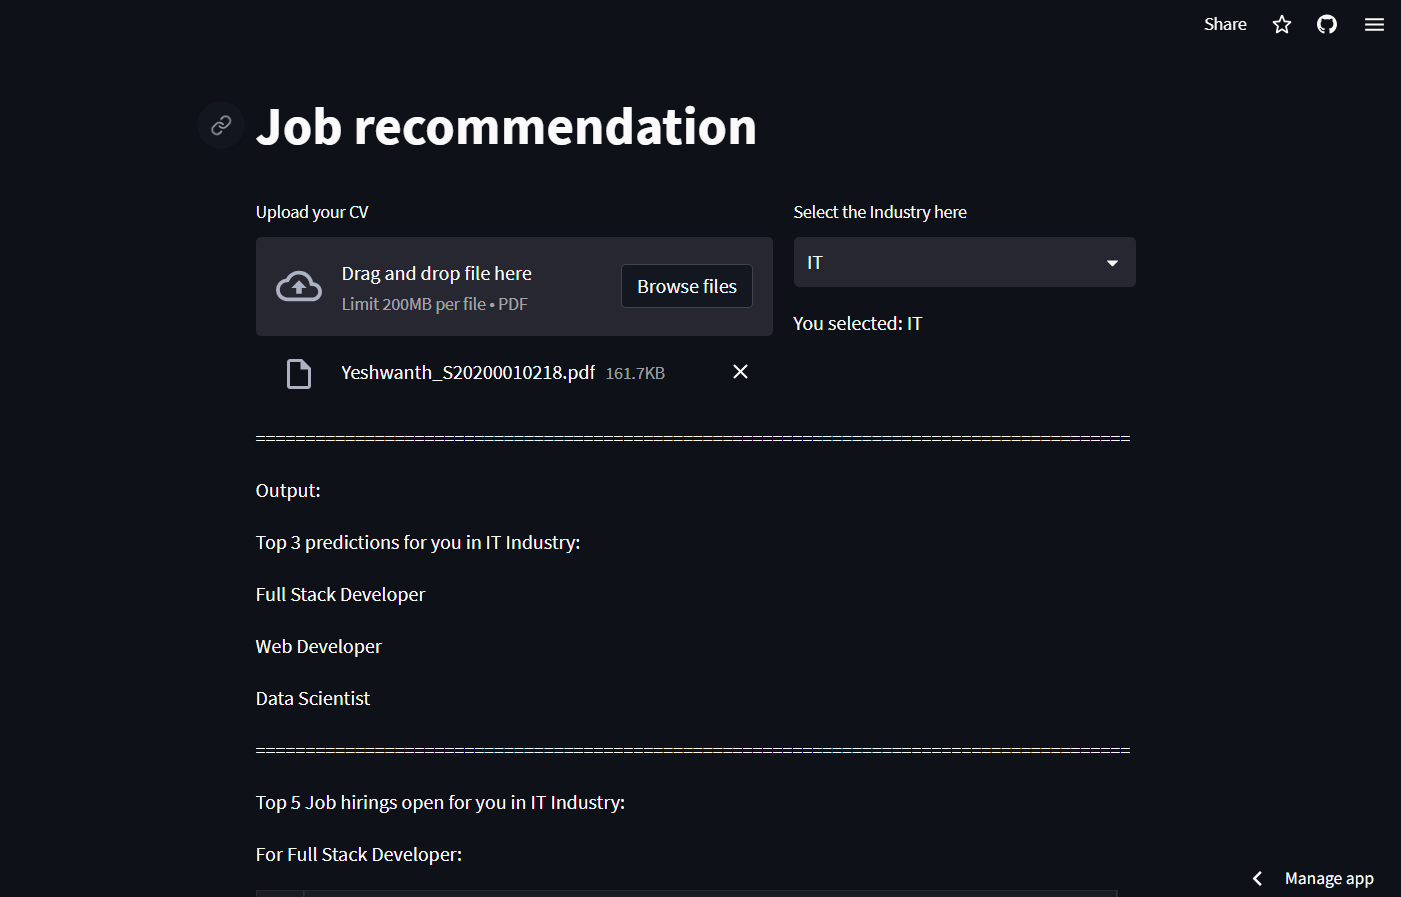 Share
Job recommendation
Upload your CV
Select the Industry here
Drag and drop file here
Limit 200MB per file • PDF
Browse files
IT
You selected: IT
Yeshwanth_S20200010218.pdf 161.7KB
========================================================================================
Output:
Top 3 predictions for you in IT Industry:
Full Stack Developer
Web Developer
Data Scientist
========================================================================================
Top 5 Job hirings open for you in IT Industry:
For Full Stack Developer:
Manage app